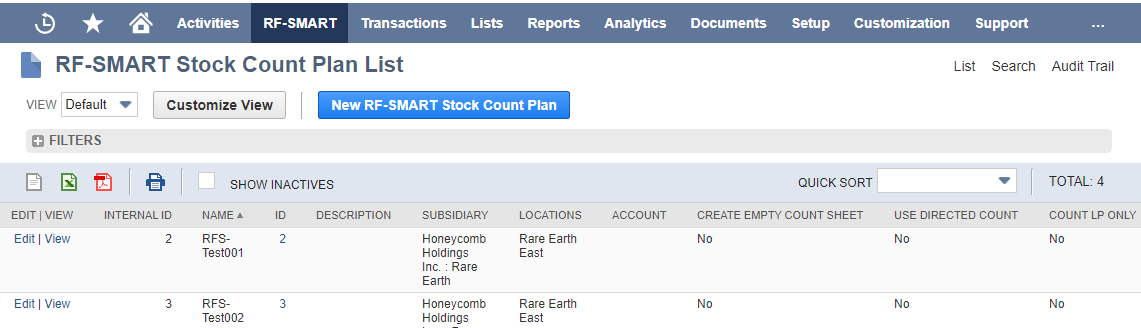 Activities RF-SMART Transactions Lists Reports Analytics Documents Setup Customization Support ...
RF-SMART Stock Count Plan List
List Search Audit Trail
VIEW Default Customize View New RF-SMART Stock Count Plan
FILTERS
SHOW INACTIVES QUICK SORT TOTAL: 4
EDIT | VIEW INTERNAL ID NAME ID DESCRIPTION SUBSIDIARY LOCATIONS ACCOUNT CREATE EMPTY COUNT SHEET USE DIRECTED COUNT COUNT LP ONLY
Edit | View 2 RFS- 2 Honeycomb Rare Earth No No No
Test001 Holdings East
Inc. : Rare
Earth
Edit | View 3 RFS- 3 Honeycomb Rare Earth No No No
Test002 Holdings East